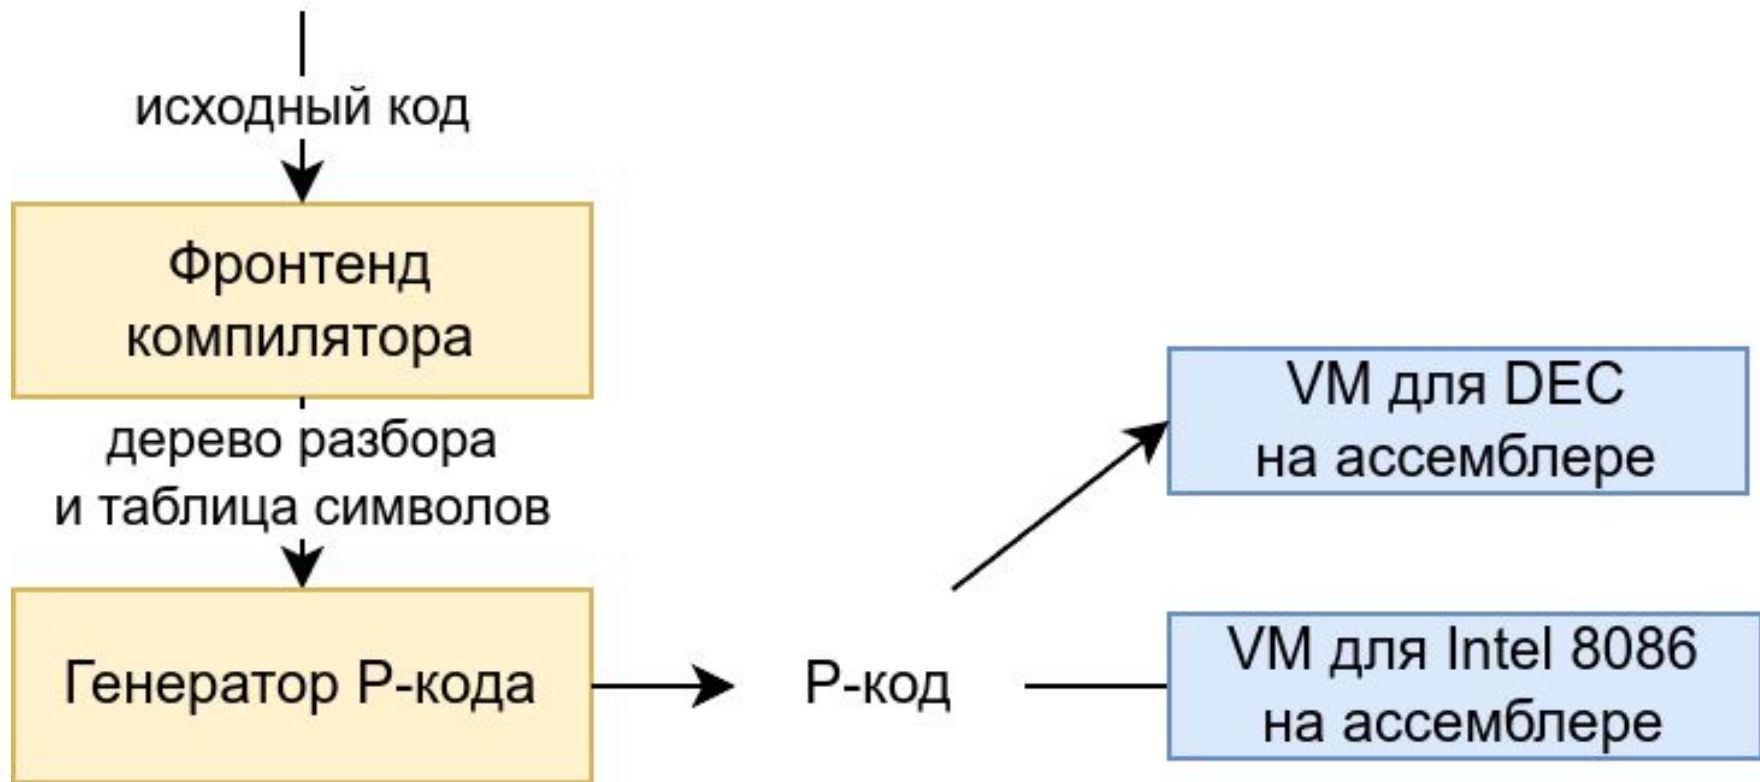 исходный код
Фронтенд
компилятора
дерево разбора
и таблица символов
Генератор P-кода
P-код
VM для DEC
на ассемблере
VM для Intel 8086
на ассемблере